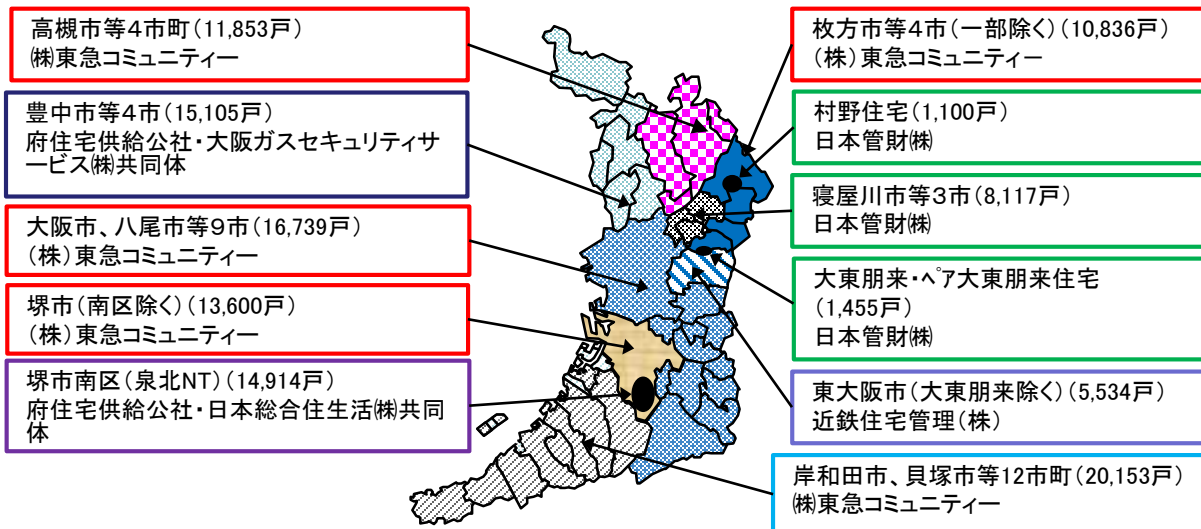 高槻市等4市町(11,853戸)
㈱東急コミュニティー
豊中市等4市(15,105戸)
府住宅供給公社・大阪ガスセキュリティサ
ービス㈱共同体
大阪市、八尾市等9市(16,739戸)
(株)東急コミュニティー
堺市(南区除く)(13,600戸)
(株)東急コミュニティー
堺市南区(泉北NT)(14,914戸)
府住宅供給公社・日本総合住生活㈱共同
体
枚方市等4市(一部除く)(10,836戸)
(株)東急コミュニティー
村野住宅(1,100戸)
日本管財㈱
寝屋川市等3市(8,117戸)
日本管財㈱
大東朋来・ペア大東朋来住宅
(1,455戸)
日本管財㈱
東大阪市(大東朋来除く)(5,534戸)
近鉄住宅管理(株)
岸和田市、貝塚市等12市町(20,153戸)
㈱東急コミュニティー